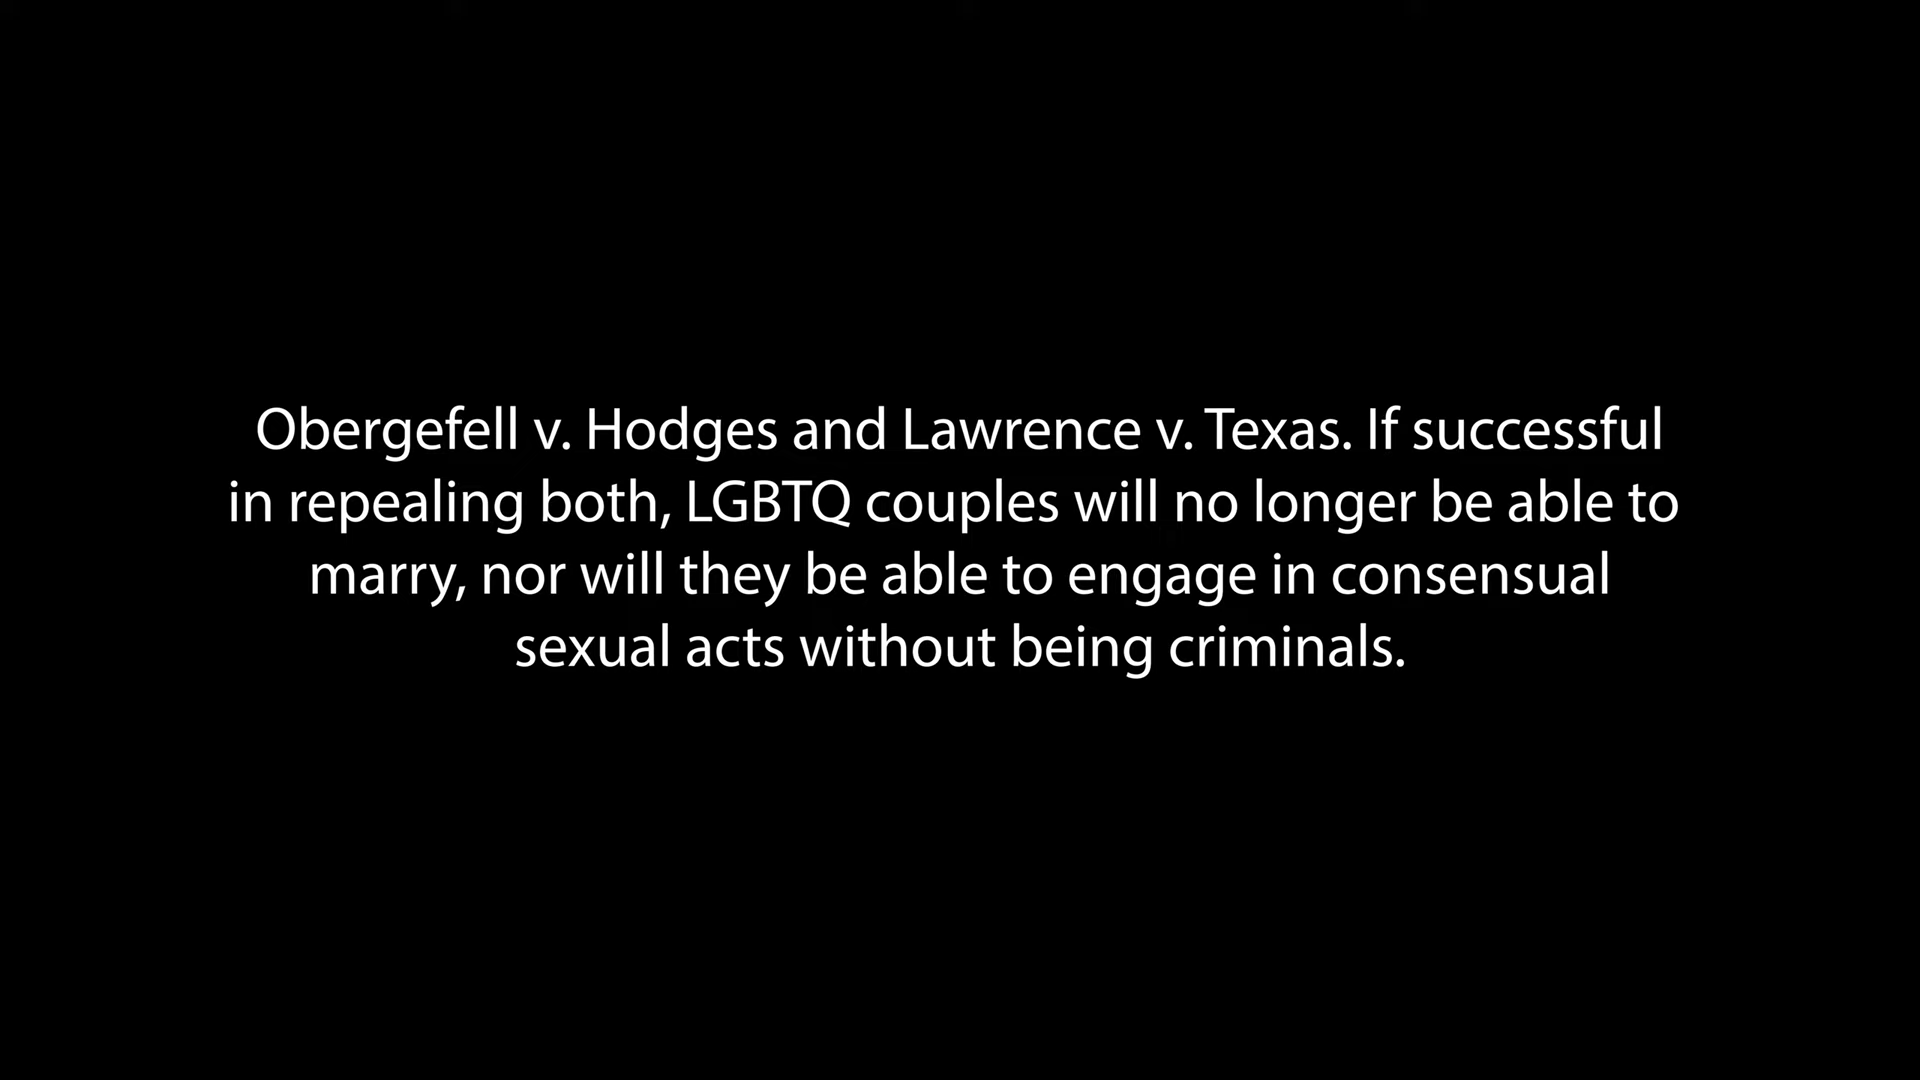 Obergefell v. Hodges and Lawrence v. Texas. If successful
in repealing both, LGBTQ couples will no longer be able to
marry, nor will they be able to engage in consensual
sexual acts without being criminals.